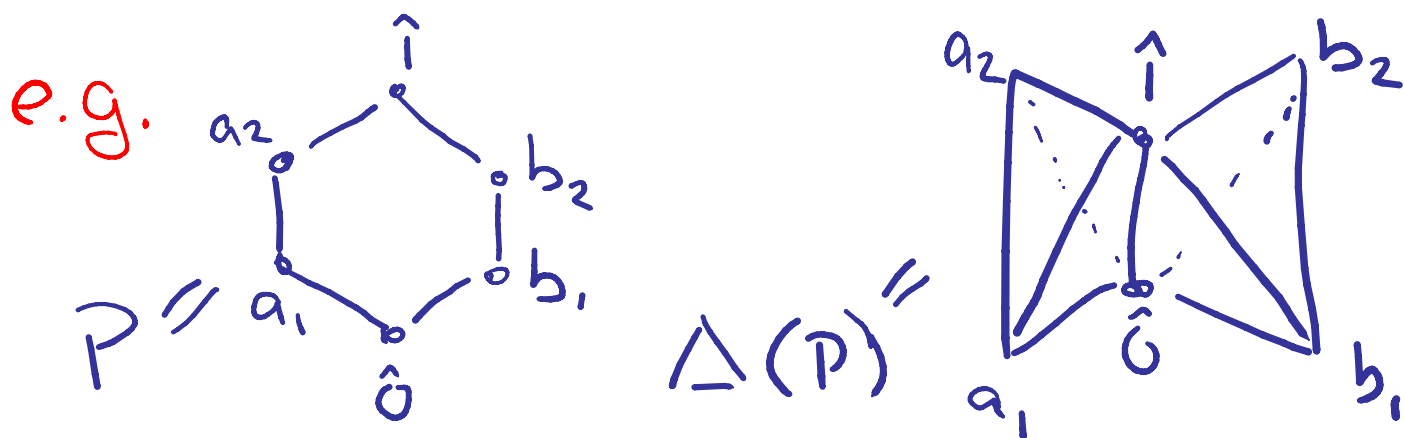 e.g.
1̂
a₂
b₂
P =
a₁
b₁
0̂
Δ(P) =
a₂
1̂
b₂
0̂
a₁
b₁